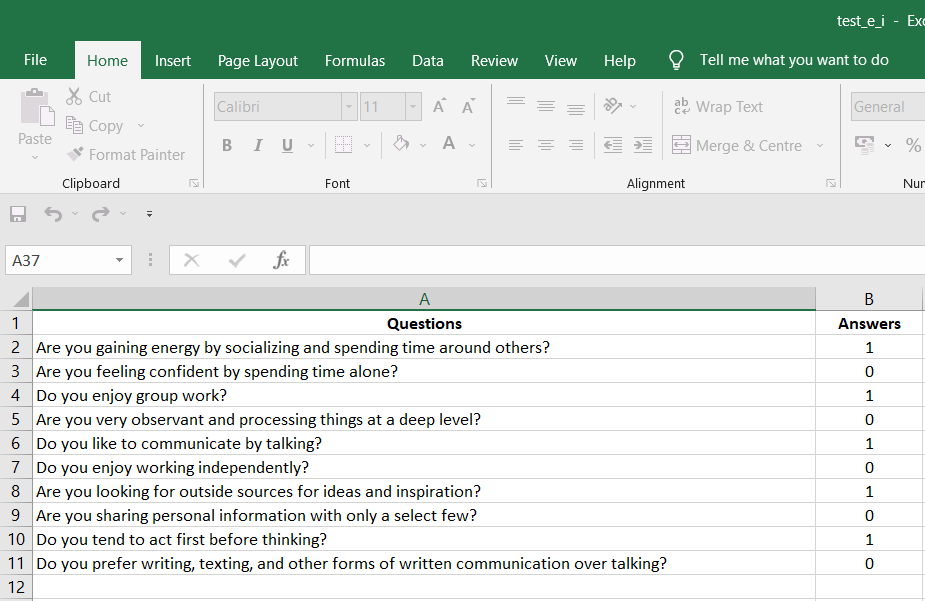 test_e_i - Exc
File Home Insert Page Layout Formulas Data Review View Help Tell me what you want to do
Cut
Calibri 11 A A ab Wrap Text General
Copy
Paste B I U A Merge & Centre %
Format Painter
Clipboard Font Alignment Num
A37 fx
A B
1 Questions Answers
2 Are you gaining energy by socializing and spending time around others? 1
3 Are you feeling confident by spending time alone? 0
4 Do you enjoy group work? 1
5 Are you very observant and processing things at a deep level? 0
6 Do you like to communicate by talking? 1
7 Do you enjoy working independently? 0
8 Are you looking for outside sources for ideas and inspiration? 1
9 Are you sharing personal information with only a select few? 0
10 Do you tend to act first before thinking? 1
11 Do you prefer writing, texting, and other forms of written communication over talking? 0
12